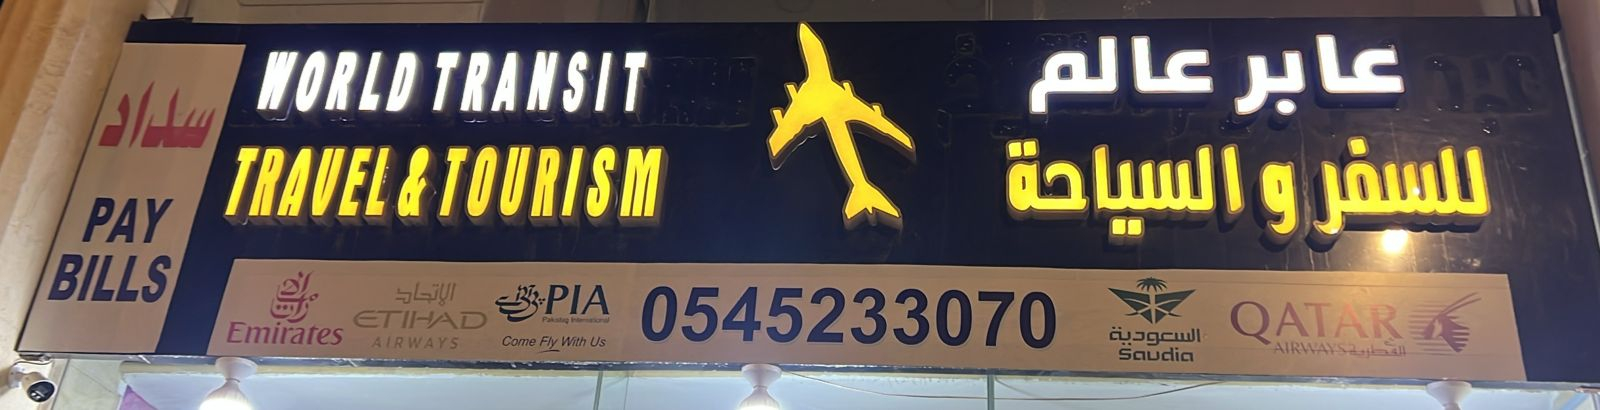 سداد
PAY
BILLS
WORLD TRANSIT
TRAVEL & TOURISM
عابر عالم
للسفر و السياحة
Emirates
الإتحاد
ETIHAD
AIRWAYS
PIA
Pakistan International
Come Fly With Us
0545233070
السعودية
Saudia
QATAR
AIRWAYS القطرية